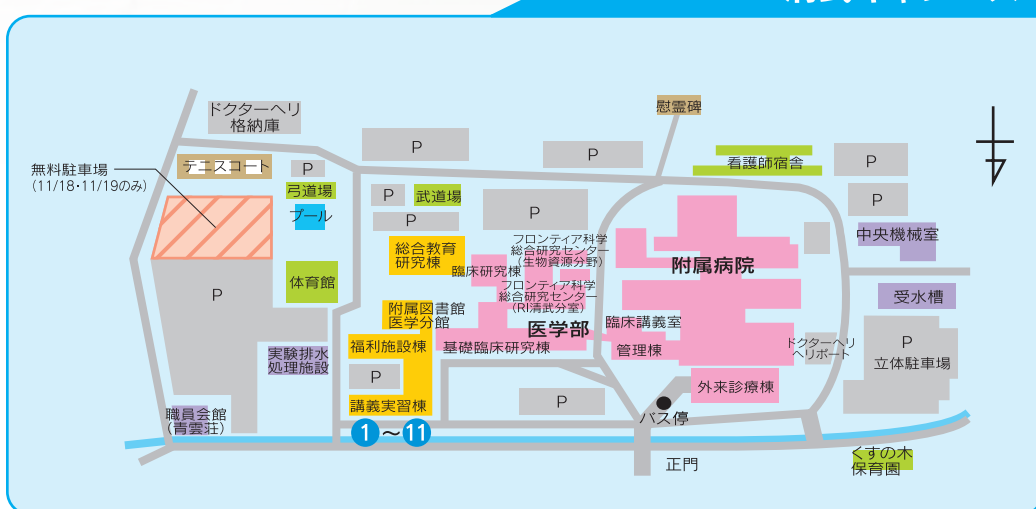 ドクターヘリ
格納庫
慰霊碑
P
P
P
看護師宿舎
P
無料駐車場
(11/18・11/19のみ)
テニスコート
P
弓道場
プール
P
武道場
P
P
P
中央機械室
総合教育
研究棟
フロンティア科学
総合研究センター
(生物資源分野)
臨床研究棟
附属病院
体育館
P
フロンティア科学
総合研究センター
(RI清武分室)
受水槽
附属図書館
医学分館
医学部
臨床講義室
福利施設棟
基礎臨床研究棟
管理棟
ドクターヘリ
ヘリポート
P
立体駐車場
実験排水
処理施設
P
外来診療棟
講義実習棟
P
バス停
職員会館
(青雲荘)
1～11
正門
くすの木
保育園